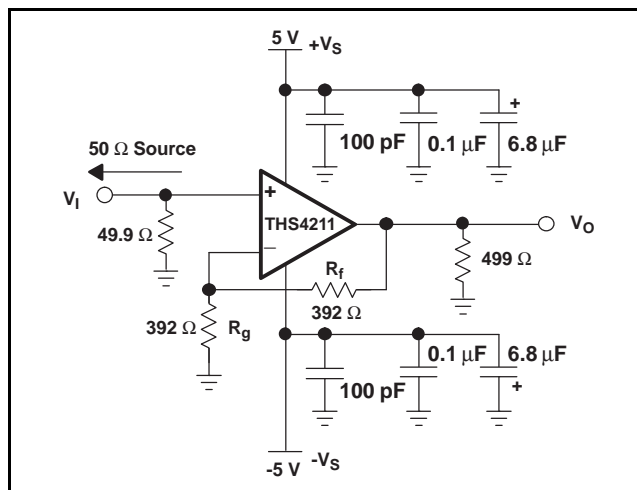 5 V
+VS
+
100 pF
0.1 µF
6.8 µF
50 Ω Source
VI
+
THS4211
−
VO
49.9 Ω
Rf
499 Ω
392 Ω
392 Ω
Rg
0.1 µF
6.8 µF
100 pF
+
-5 V
-VS